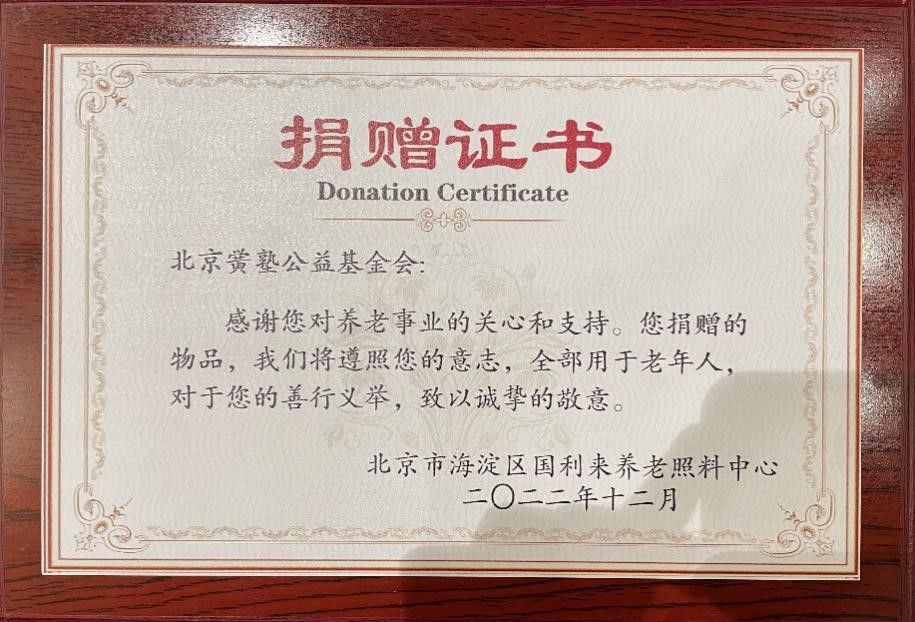 捐赠证书
Donation Certificate
北京黉塾公益基金会:
感谢您对养老事业的关心和支持。您捐赠的
物品，我们将遵照您的意志，全部用于老年人，
对于您的善行义举，致以诚挚的敬意。
北京市海淀区国利来养老照料中心
二〇二二年十二月